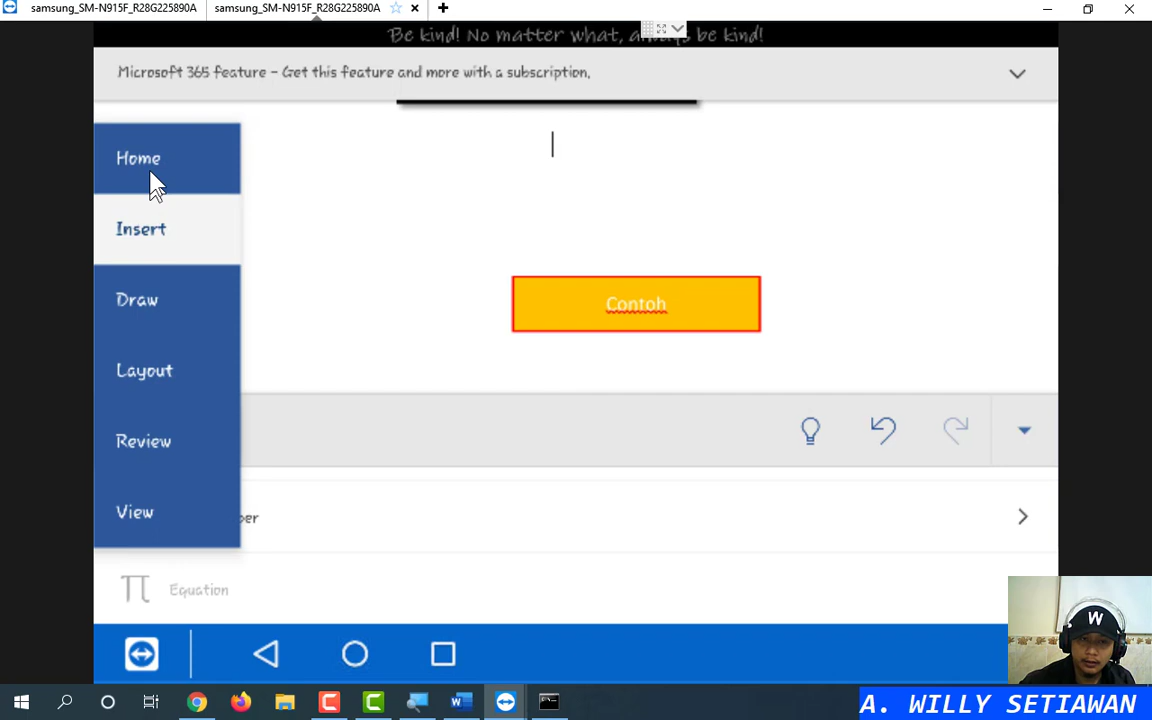 samsung_SM-N915F_R28G225890A
samsung_SM-N915F_R28G225890A
Be kind! No matter what, always be kind!
Microsoft 365 feature - Get this feature and more with a subscription.
Home
Insert
Contoh
Draw
Layout
Review
View
Equation
W
A. WILLY SETIAWAN